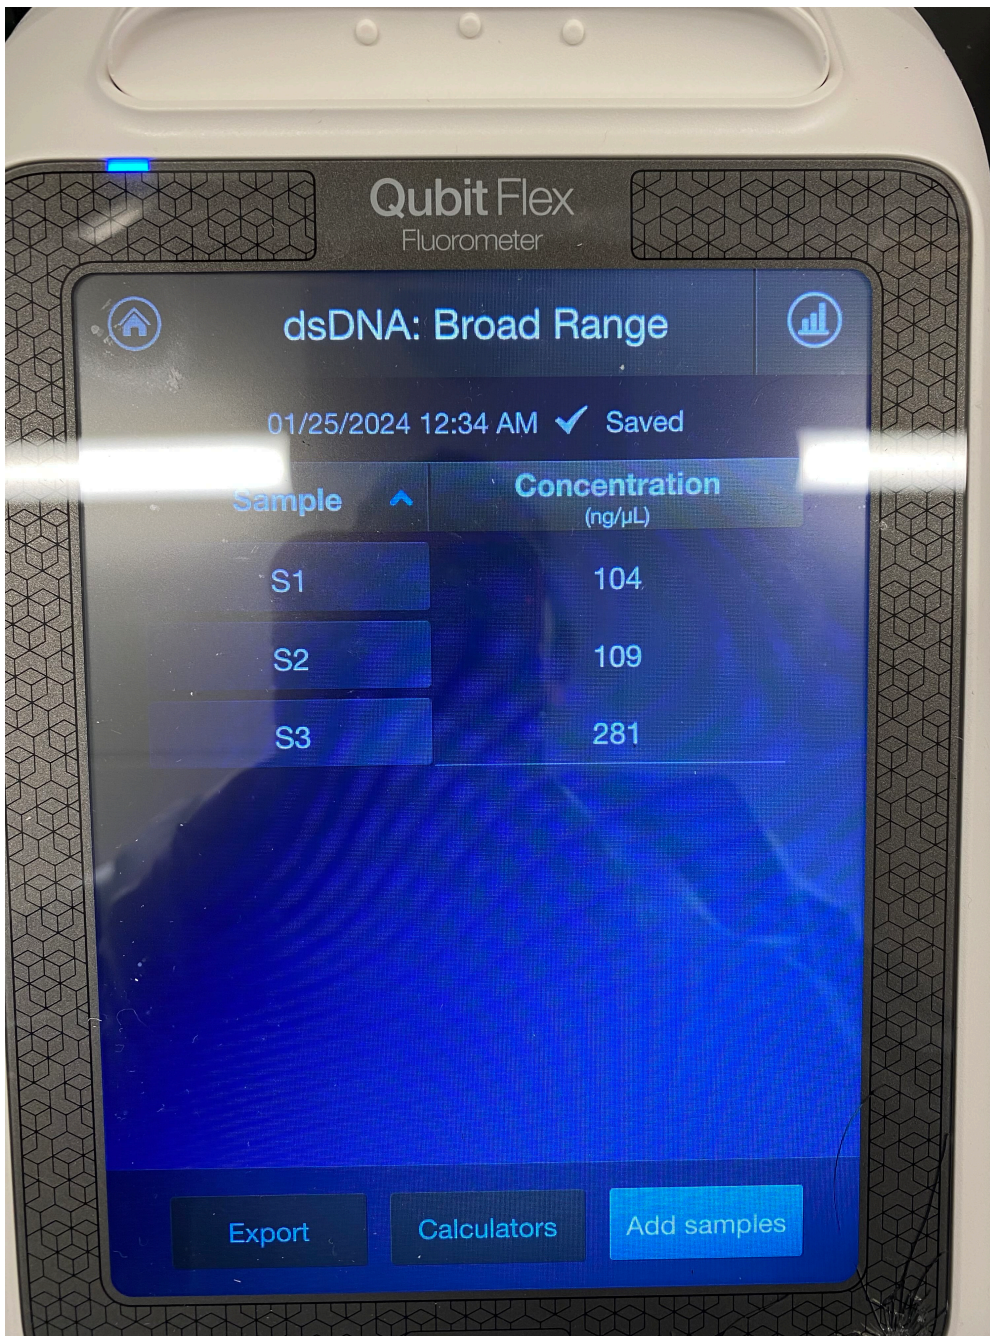 Qubit Flex
Fluorometer
dsDNA: Broad Range
01/25/2024 12:34 AM ✓ Saved
Sample Concentration
(ng/µL)
S1 104
S2 109
S3 281
Export Calculators Add samples